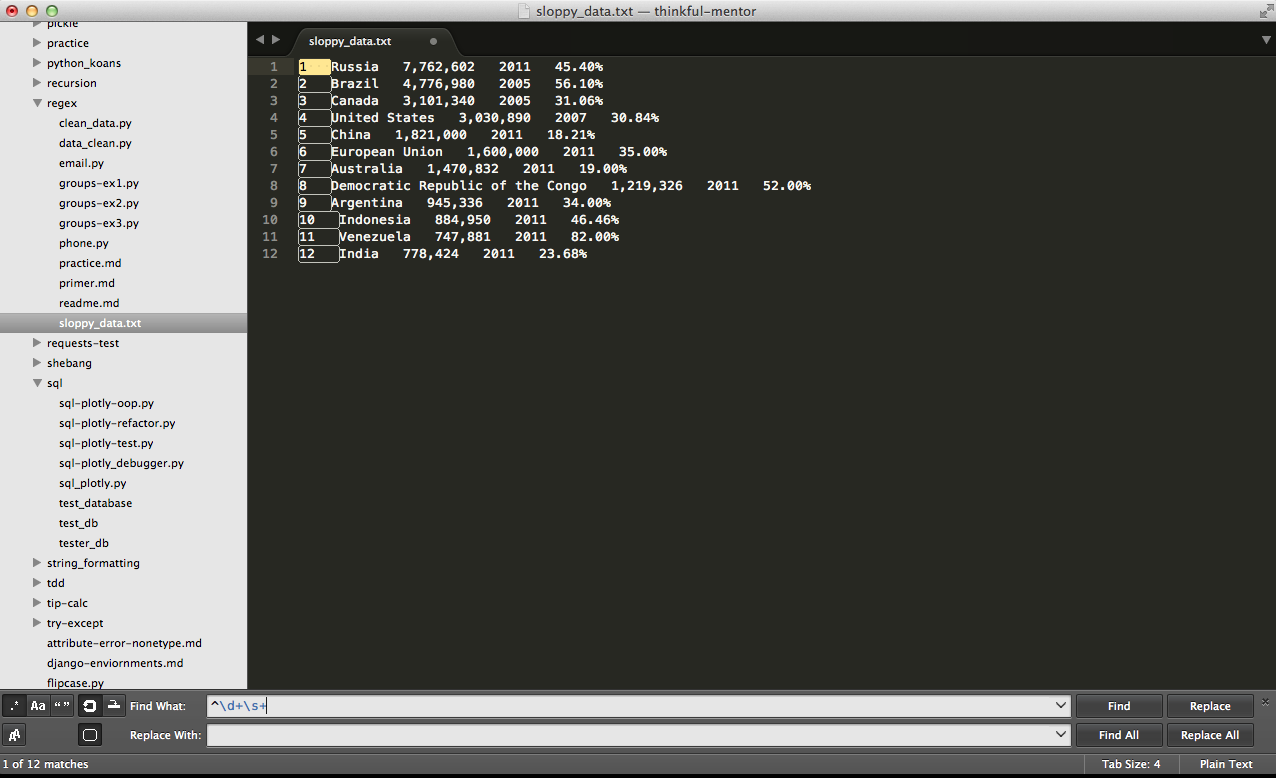 sloppy_data.txt — thinkful-mentor
pickle
practice
python_koans
recursion
regex
clean_data.py
data_clean.py
email.py
groups-ex1.py
groups-ex2.py
groups-ex3.py
phone.py
practice.md
primer.md
readme.md
sloppy_data.txt
requests-test
shebang
sql
sql-plotly-oop.py
sql-plotly-refactor.py
sql-plotly-test.py
sql-plotly_debugger.py
sql_plotly.py
test_database
test_db
tester_db
string_formatting
tdd
tip-calc
try-except
attribute-error-nonetype.md
django-enviornments.md
flipcase.py
sloppy_data.txt
1 1   Russia   7,762,602   2011   45.40%
2 2   Brazil   4,776,980   2005   56.10%
3 3   Canada   3,101,340   2005   31.06%
4 4   United States   3,030,890   2007   30.84%
5 5   China   1,821,000   2011   18.21%
6 6   European Union   1,600,000   2011   35.00%
7 7   Australia   1,470,832   2011   19.00%
8 8   Democratic Republic of the Congo   1,219,326   2011   52.00%
9 9   Argentina   945,336   2011   34.00%
10 10   Indonesia   884,950   2011   46.46%
11 11   Venezuela   747,881   2011   82.00%
12 12   India   778,424   2011   23.68%
.* Aa “” Find What: ^\d+\s+ Find Replace
Replace With: Find All Replace All
1 of 12 matches Tab Size: 4 Plain Text